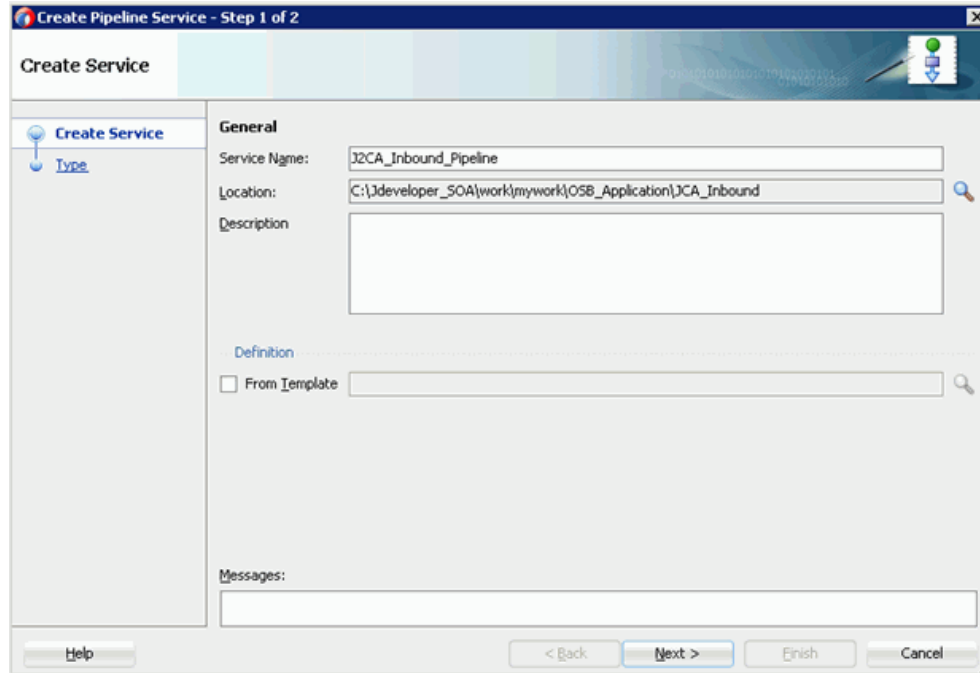 Create Pipeline Service - Step 1 of 2
Create Service
Create Service
Type
General
Service Name: J2CA_Inbound_Pipeline
Location: C:\Jdeveloper_SOA\work\mywork\OSB_Application\JCA_Inbound
Description
Definition
From Template
Messages:
Help < Back Next > Finish Cancel